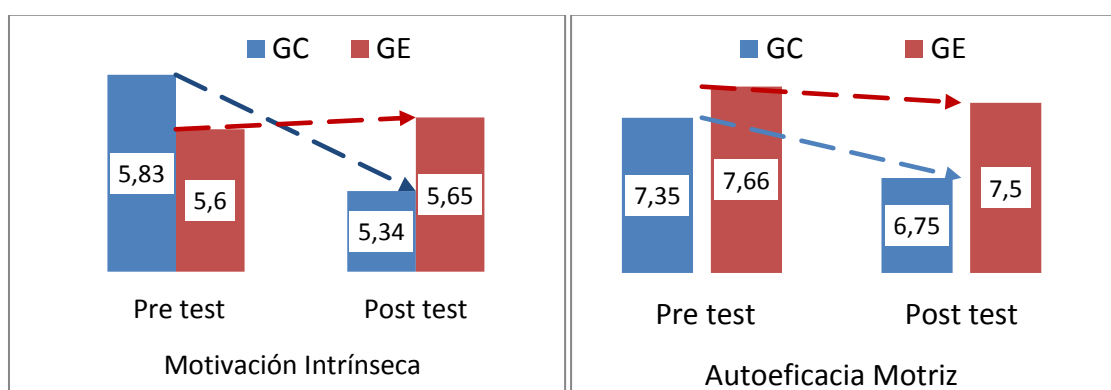 GC GE
5,83
5,6
5,34
5,65
Pre test Post test
Motivación Intrínseca
GC GE
7,35
7,66
6,75
7,5
Pre test Post test
Autoeficacia Motriz